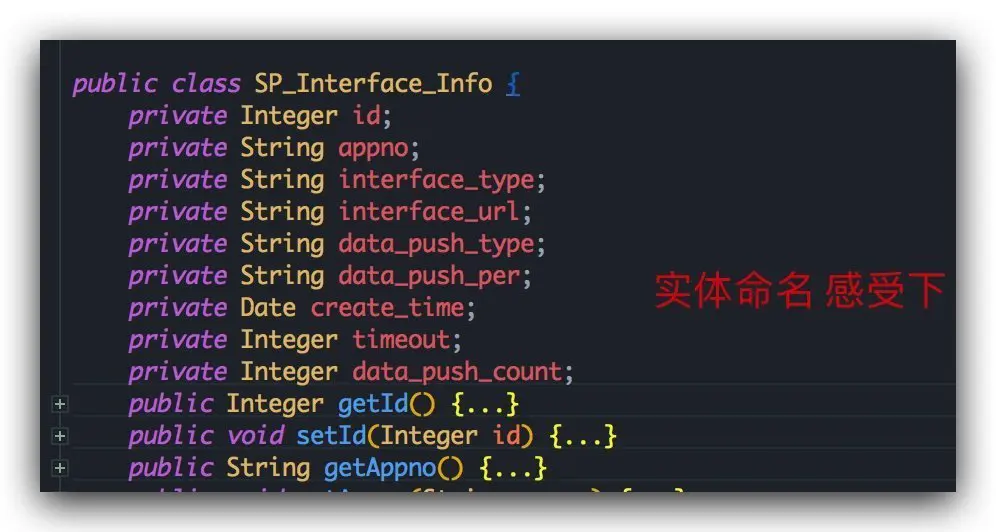 public class SP_Interface_Info {
private Integer id;
private String appno;
private String interface_type;
private String interface_url;
private String data_push_type;
private String data_push_per;
实体命名 感受下
private Date create_time;
private Integer timeout;
private Integer data_push_count;
public Integer getId() {...}
public void setId(Integer id) {...}
public String getAppno() {...}